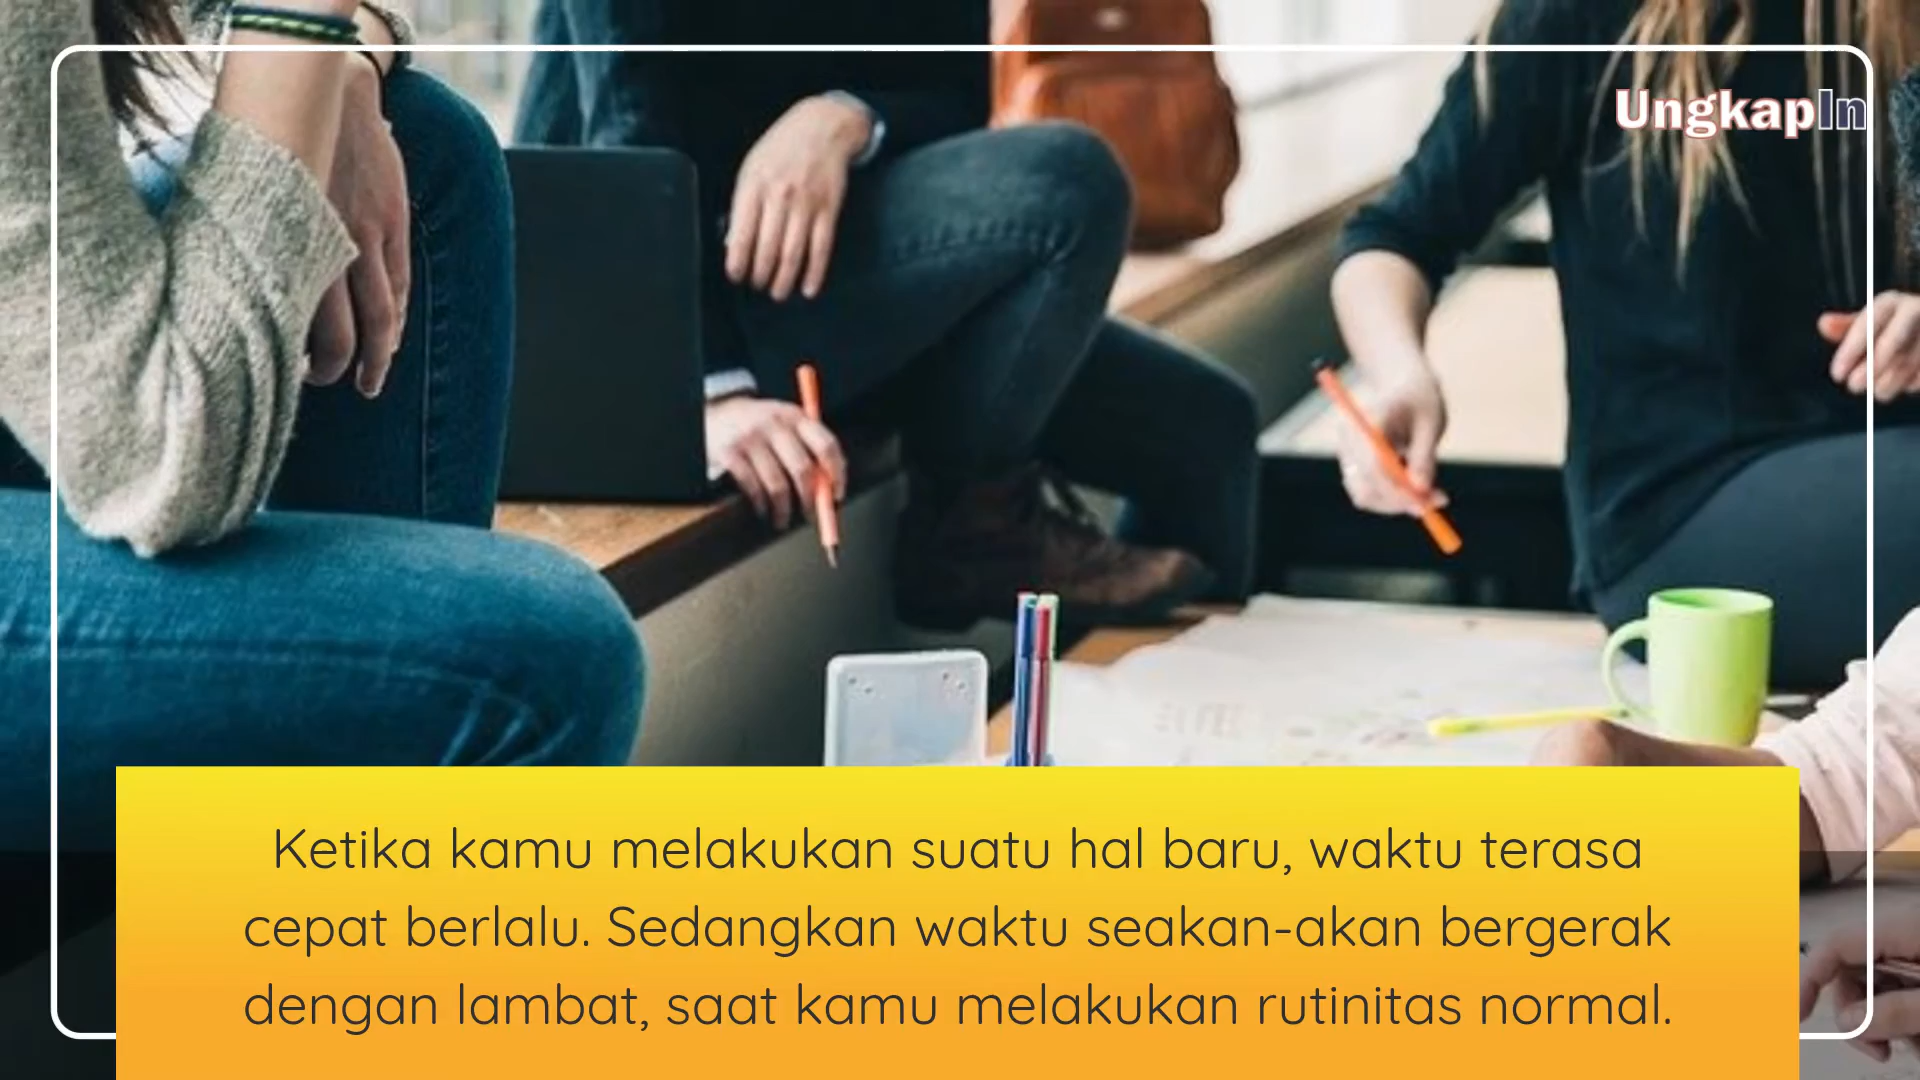 UngkapIn
Ketika kamu melakukan suatu hal baru, waktu terasa
cepat berlalu. Sedangkan waktu seakan-akan bergerak
dengan lambat, saat kamu melakukan rutinitas normal.